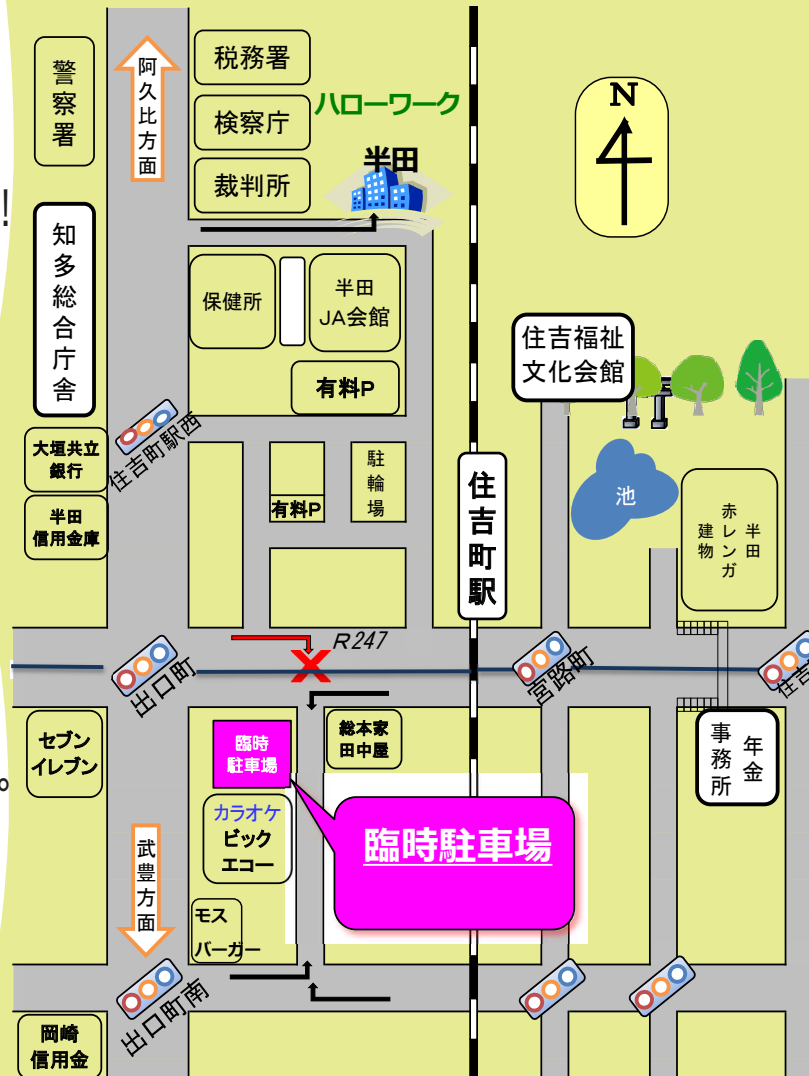 警察署
阿久比方面
税務署
検察庁
裁判所
ハローワーク
半田
N
!
知多総合庁舎
保健所
半田
JA会館
有料P
住吉福祉
文化会館
住吉町駅西
大垣共立
銀行
半田
信用金庫
有料P
駐輪場
住吉町駅
池
半田
赤レンガ
建物
R247
出口町
宮路町
住吉
セブン
イレブン
臨時
駐車場
総本家
田中屋
年金
事務所
。
カラオケ
ビック
エコー
臨時駐車場
武豊方面
モス
バーガー
出口町南
岡崎
信用金